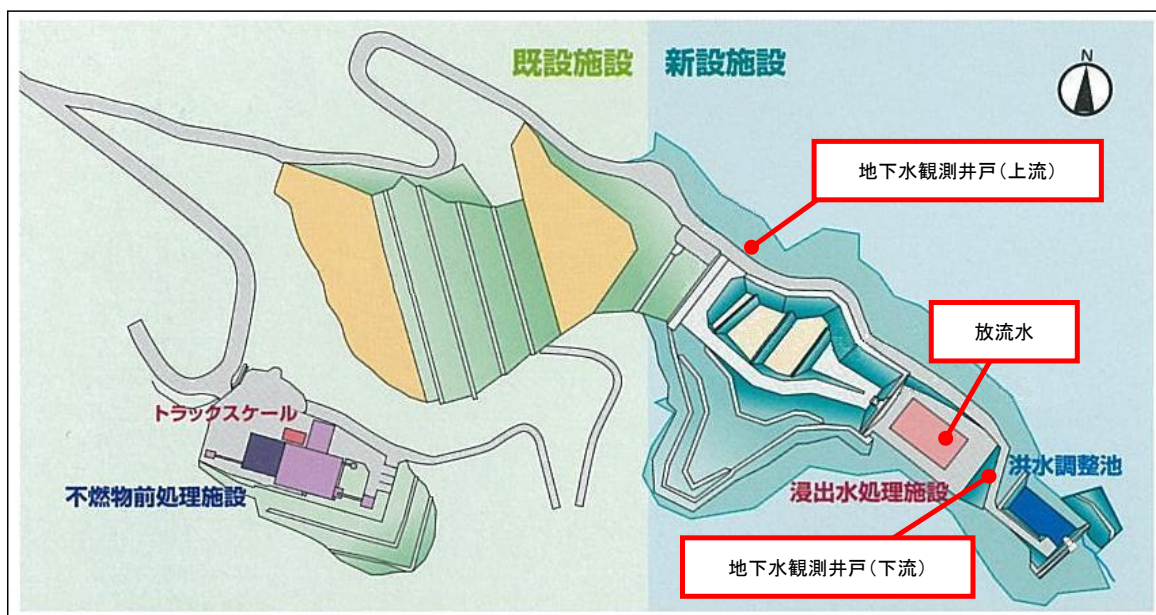 既設施設
新設施設
N
地下水観測井戸(上流)
放流水
トラックスケール
不燃物前処理施設
洪水調整池
浸出水処理施設
地下水観測井戸(下流)